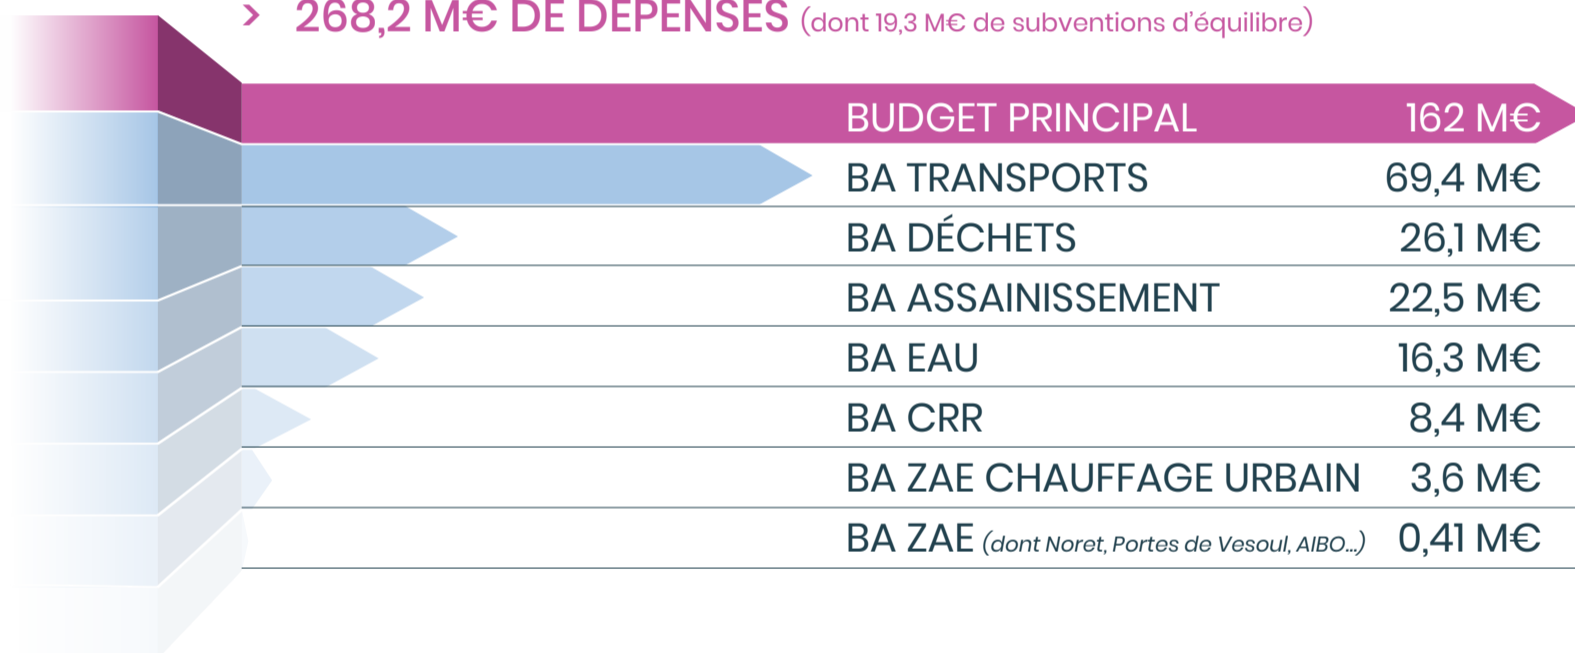 > 268,2 M€ DE DÉPENSES (dont 19,3 M€ de subventions d’équilibre)
BUDGET PRINCIPAL 162 M€
BA TRANSPORTS 69,4 M€
BA DÉCHETS 26,1 M€
BA ASSAINISSEMENT 22,5 M€
BA EAU 16,3 M€
BA CRR 8,4 M€
BA ZAE CHAUFFAGE URBAIN 3,6 M€
BA ZAE (dont Noret, Portes de Vesoul, AIBO...) 0,41 M€